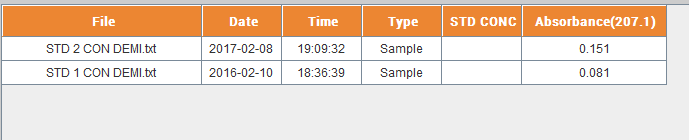 File Date Time Type STD CONC Absorbance(207.1)
STD 2 CON DEMI.txt 2017-02-08 19:09:32 Sample 0.151
STD 1 CON DEMI.txt 2016-02-10 18:36:39 Sample 0.081